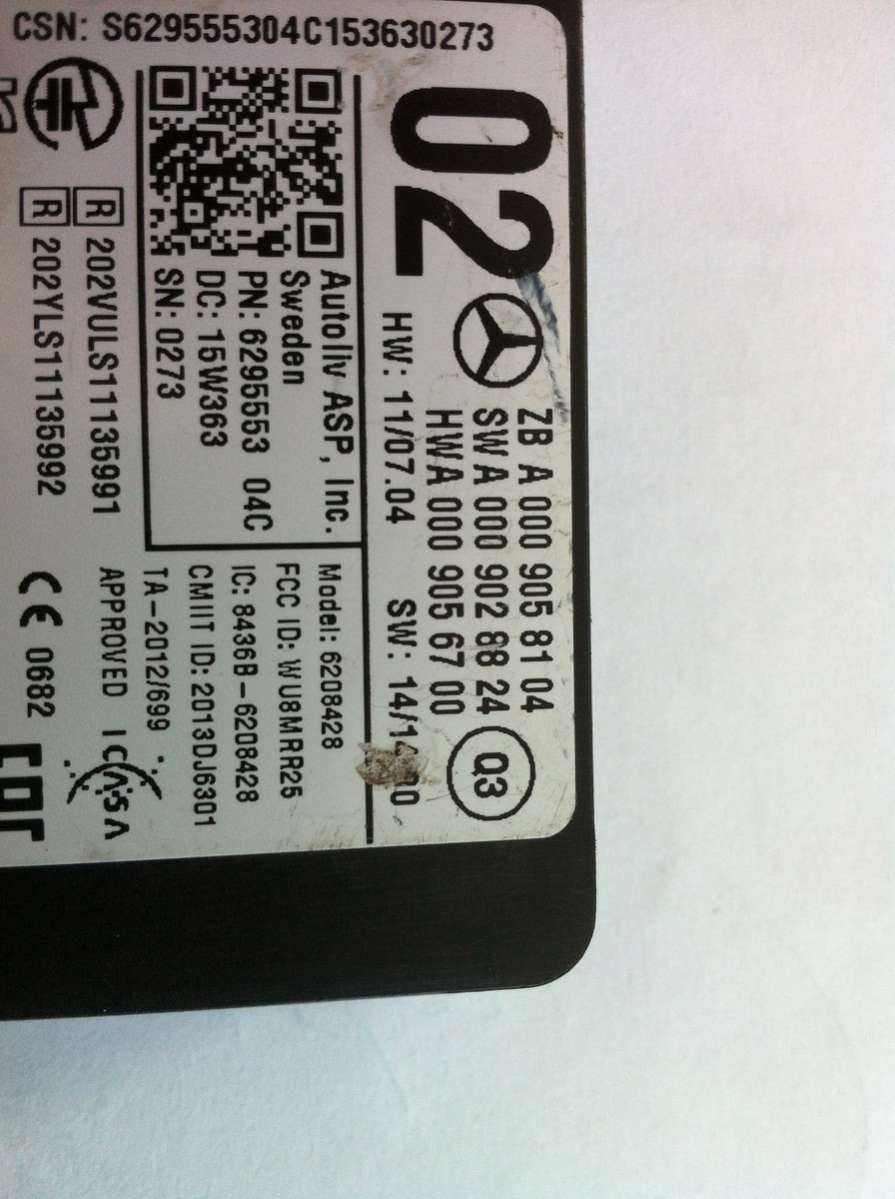 CSN: S629555304C153630273
02
ZB A 000 905 81 04
SW A 000 902 88 24
HW A 000 905 67 00
Q3
HW: 11/07.04 SW:
Autoliv ASP, Inc.
Sweden
PN: 6295553 04C
DC: 15W363
SN: 0273
Model: 6208428
FCC ID: WU8MRR25
IC: 8436B-6208428
CMIIT ID: 2013DJ6301
TA-2012/699
APPROVED
ICASA
R 202VULS11135991
R 202YLS11135992
CE 0682
EAC